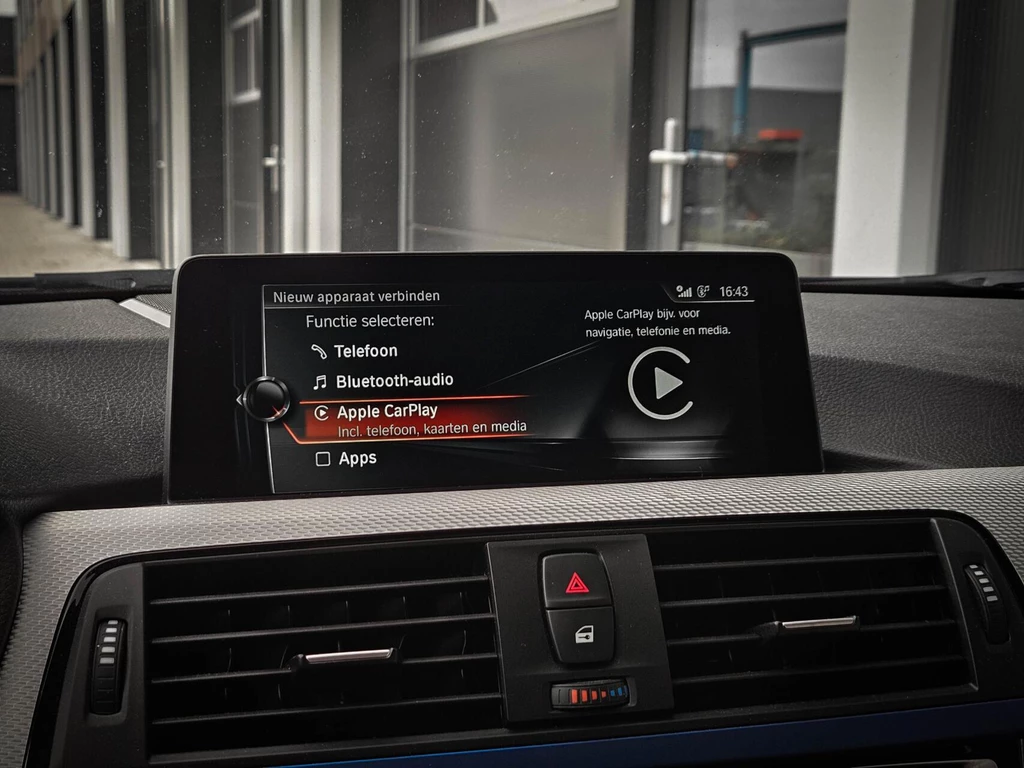 Nieuw apparaat verbinden
16:43
Functie selecteren:
Telefoon
Bluetooth-audio
Apple CarPlay
Incl. telefoon, kaarten en media
Apps
Apple CarPlay bijv. voor
navigatie, telefonie en media.